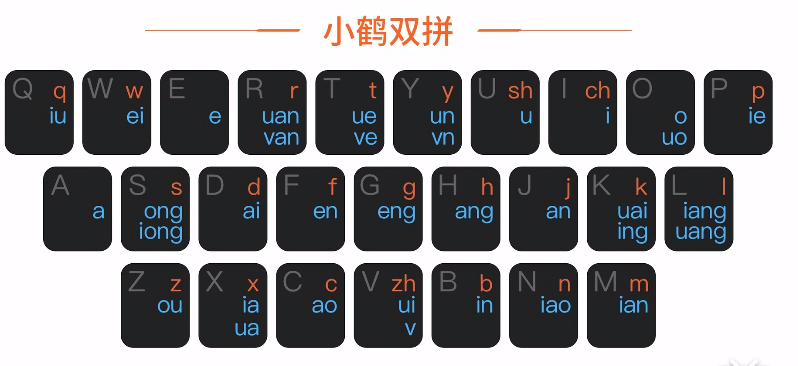 小鹤双拼
Q q W w E R r T t Y y U sh I ch O P p
iu ei e uan ue un u i o ie
van ve vn uo
A S s D d F f G g H h J j K k L l
a ong ai en eng ang an uai iang
iong ing uang
Z z X x C c V zh B b N n M m
ou ia ao ui in iao ian
ua v